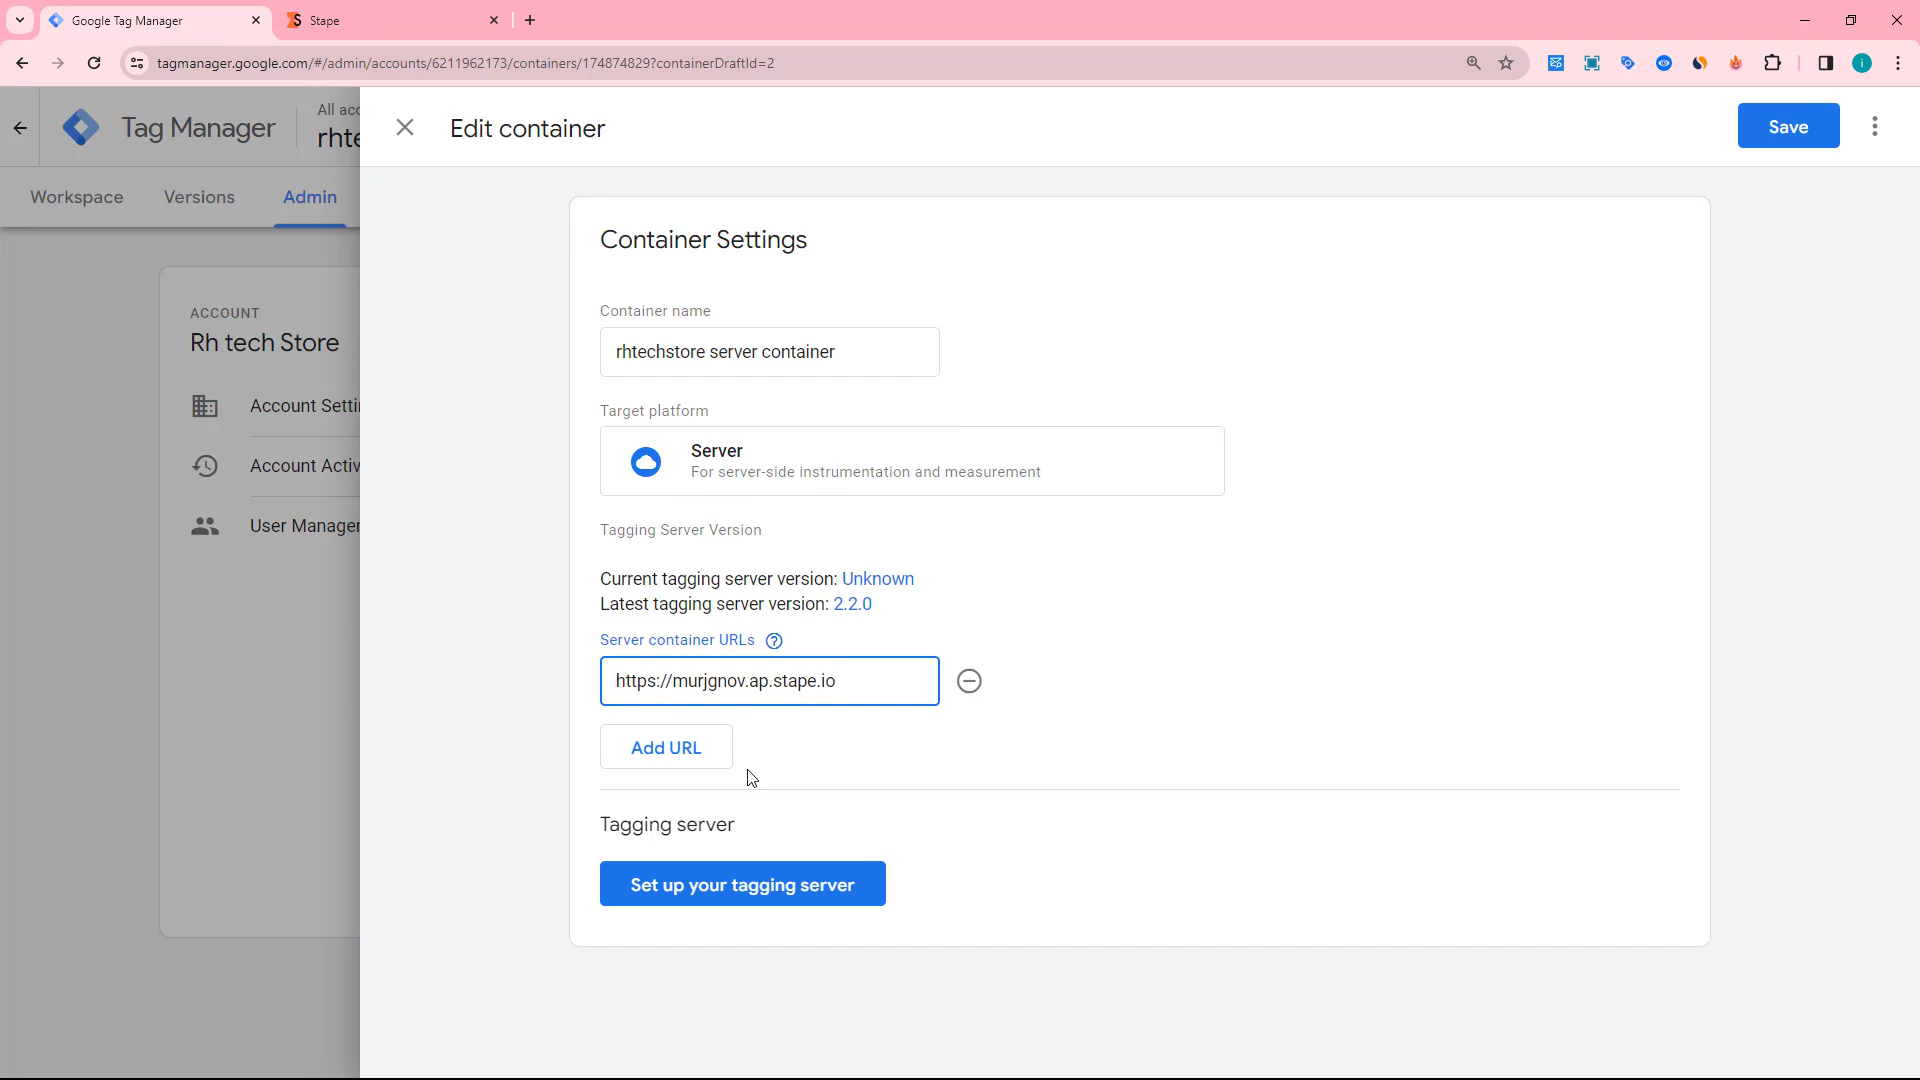 Google Tag Manager
Stape
tagmanager.google.com/#/admin/accounts/6211962173/containers/174874829?containerDraftId=2
i
Tag Manager
All acc
rhte
Edit container
Save
Workspace
Versions
Admin
ACCOUNT
Rh tech Store
Account Setti
Account Activ
User Manager
Container Settings
Container name
rhtechstore server container
Target platform
Server
For server-side instrumentation and measurement
Tagging Server Version
Current tagging server version: Unknown
Latest tagging server version: 2.2.0
Server container URLs
https://murjgnov.ap.stape.io
Add URL
Tagging server
Set up your tagging server